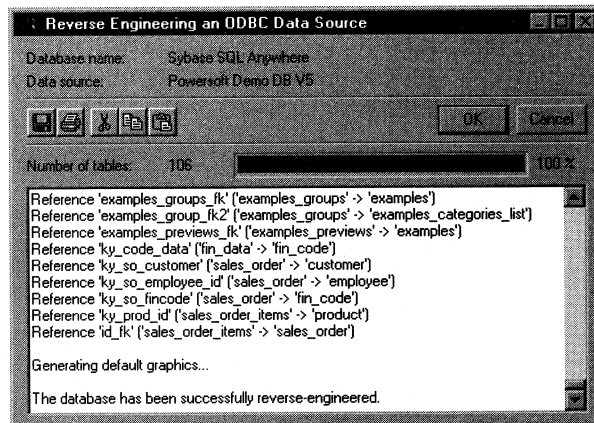 Reverse Engineering an ODBC Data Source
Database name: Sybase SQL Anywhere
Data source: Powersoft Demo DB V5
OK Cancel
Number of tables: 106 100 %
Reference 'examples_groups_fk' ('examples_groups' -> 'examples')
Reference 'examples_group_fk2' ('examples_groups' -> 'examples_categories_list')
Reference 'examples_previews_fk' ('examples_previews' -> 'examples')
Reference 'ky_code_data' ('fin_data' -> 'fin_code')
Reference 'ky_so_customer' ('sales_order' -> 'customer')
Reference 'ky_so_employee_id' ('sales_order' -> 'employee')
Reference 'ky_so_fincode' ('sales_order' -> 'fin_code')
Reference 'ky_prod_id' ('sales_order_items' -> 'product')
Reference 'id_fk' ('sales_order_items' -> 'sales_order')
Generating default graphics...
The database has been successfully reverse-engineered.